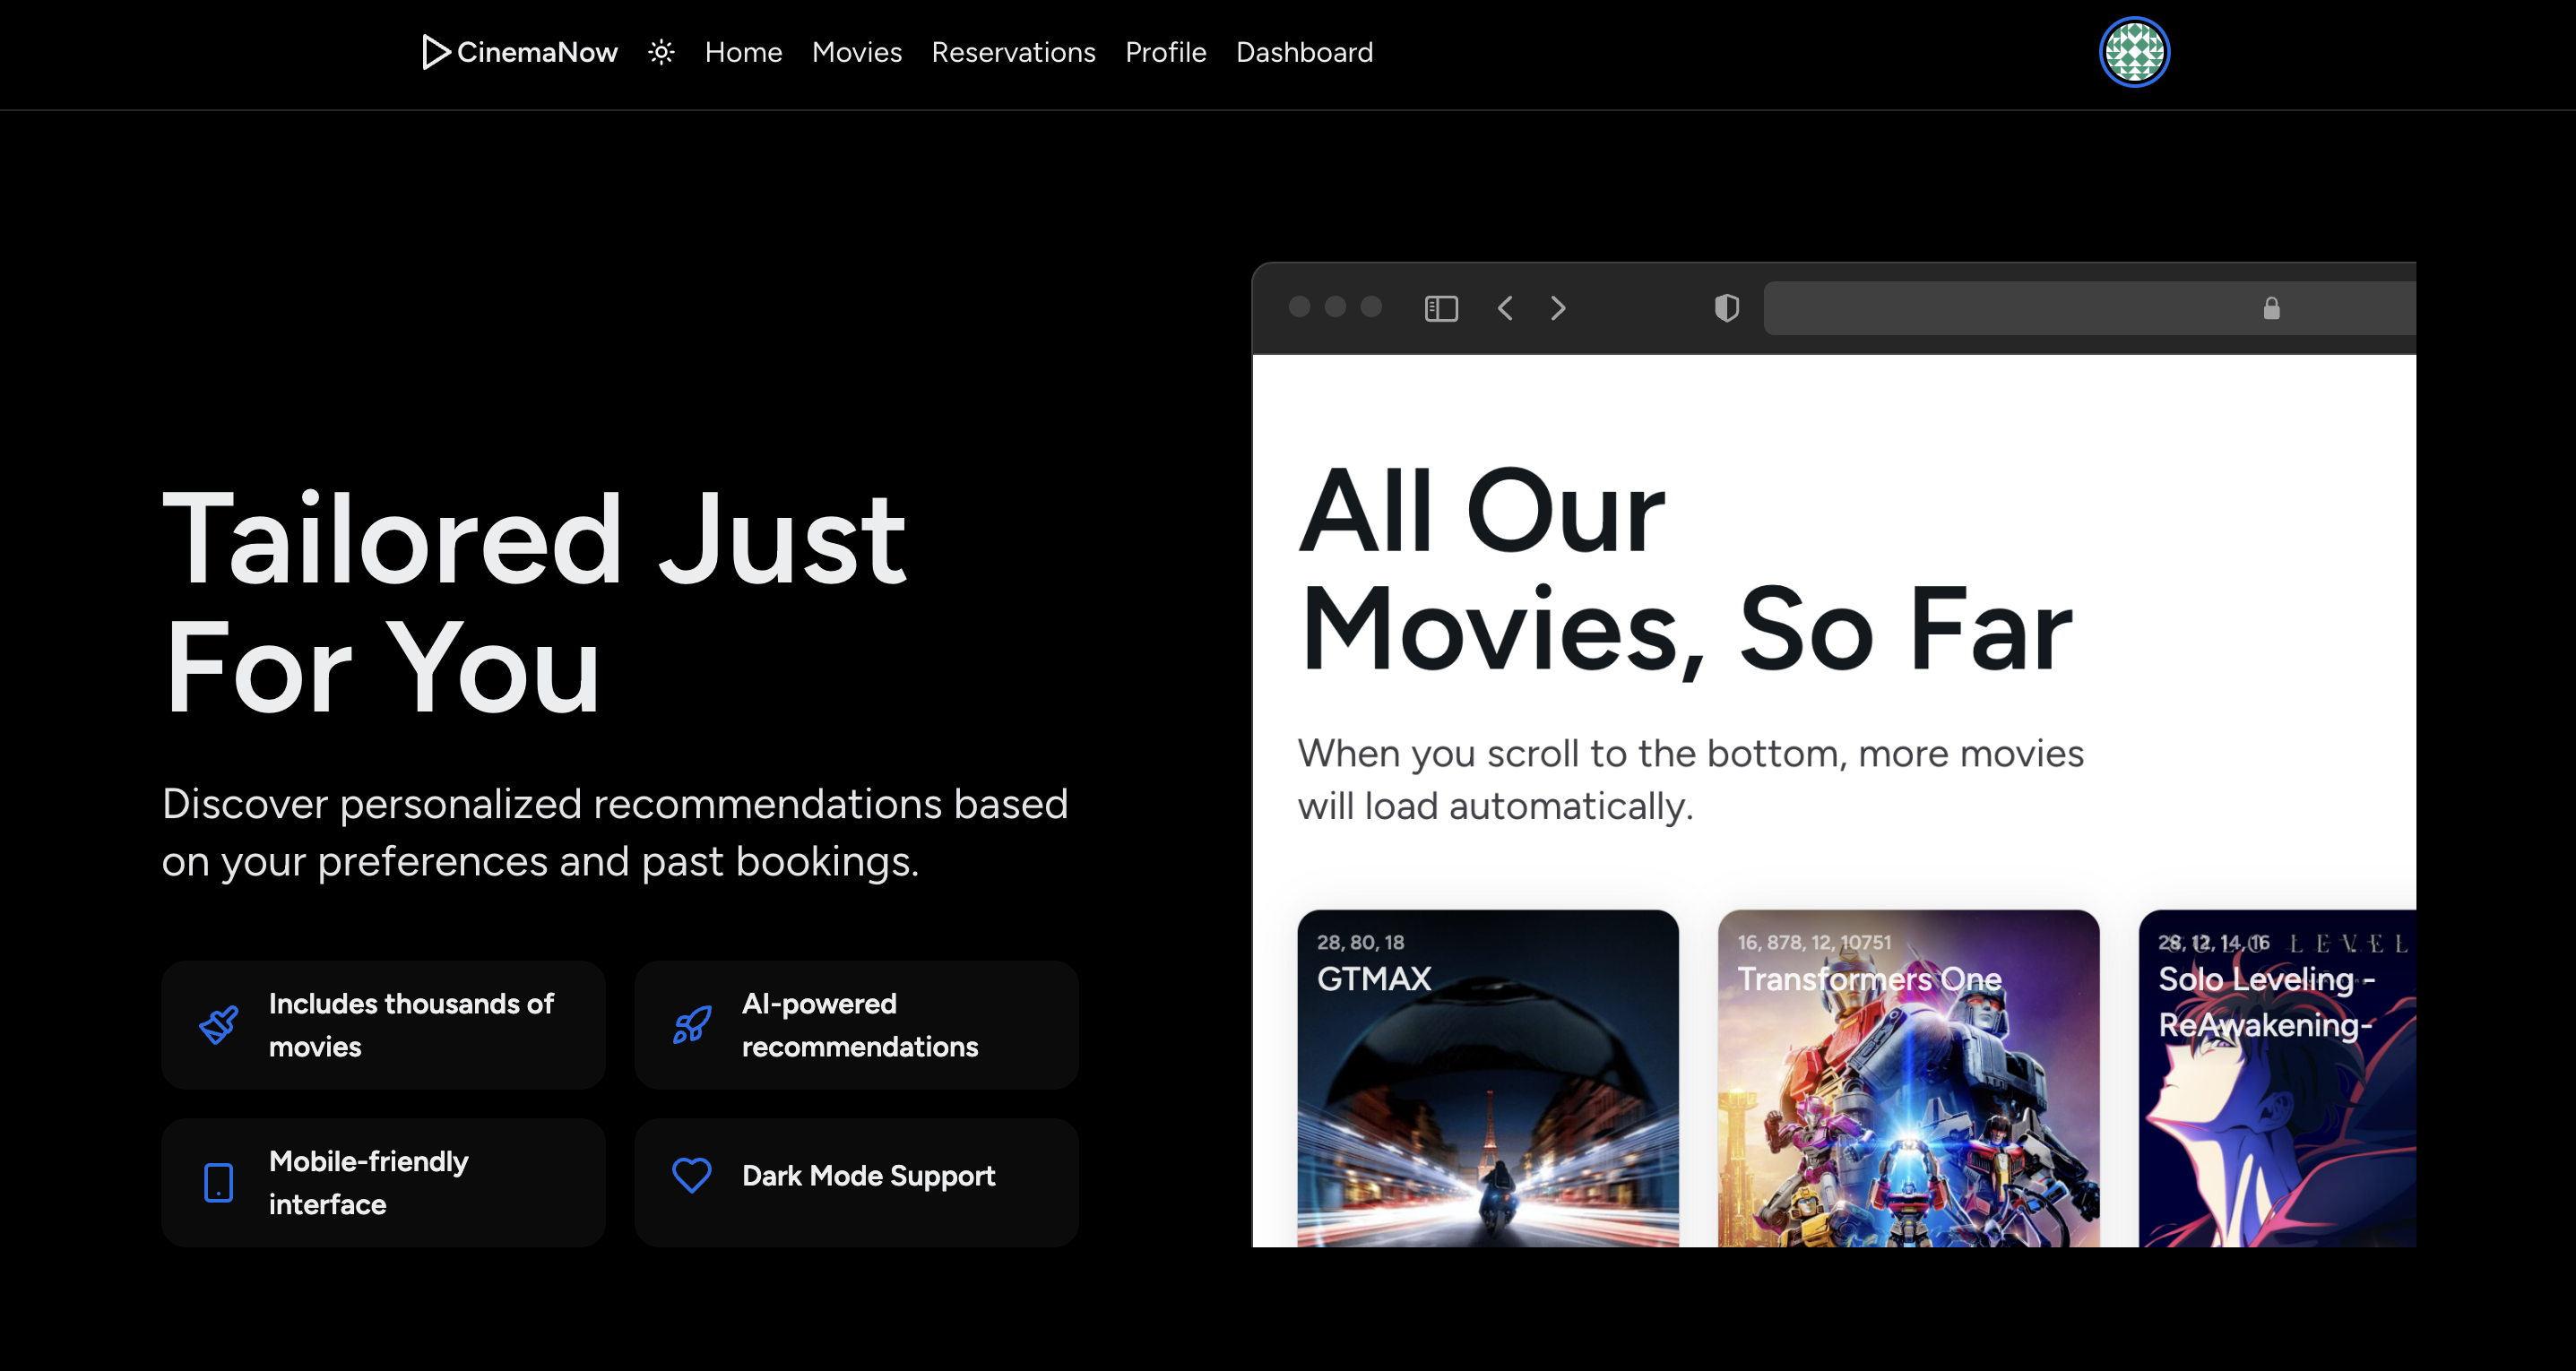 CinemaNow Home Movies Reservations Profile Dashboard
Tailored Just
For You
Discover personalized recommendations based
on your preferences and past bookings.
Includes thousands of
movies
AI-powered
recommendations
Mobile-friendly
interface
Dark Mode Support
All Our
Movies, So Far
When you scroll to the bottom, more movies
will load automatically.
28, 80, 18
GTMAX
16, 878, 12, 10751
Transformers One
28, 12, 14, 16
LEVEL
Solo Leveling -
ReAwakening-